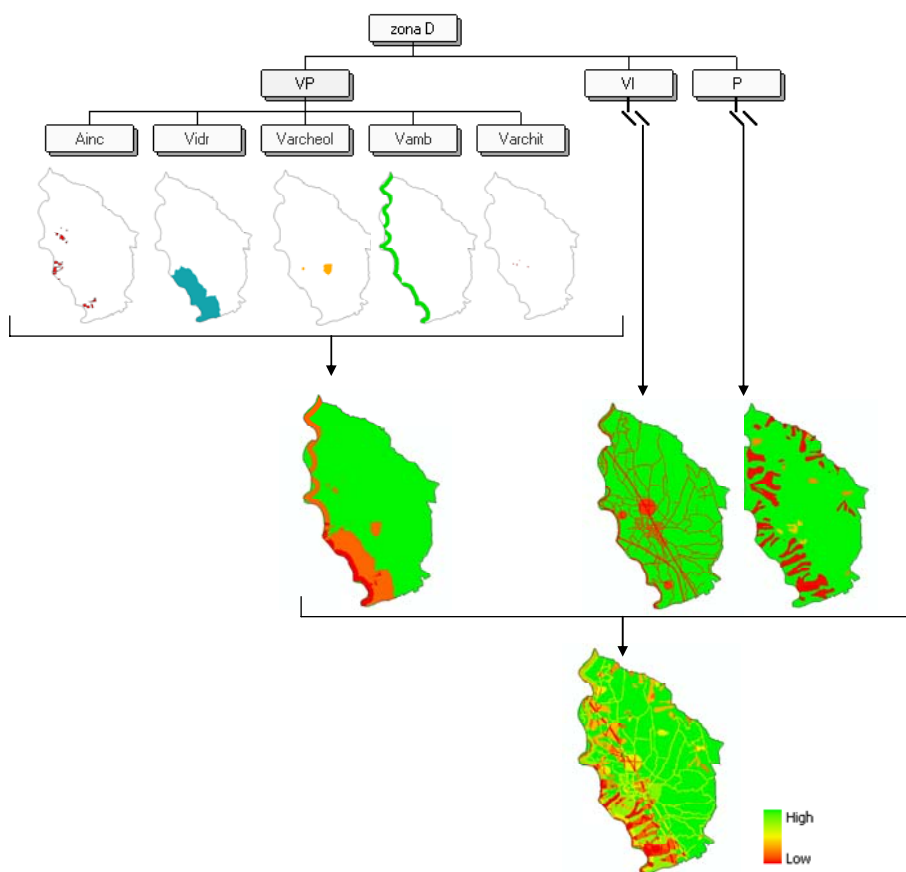 zona D
VP
VI
P
Ainc
Vidr
Varcheol
Vamb
Varchit
High
Low